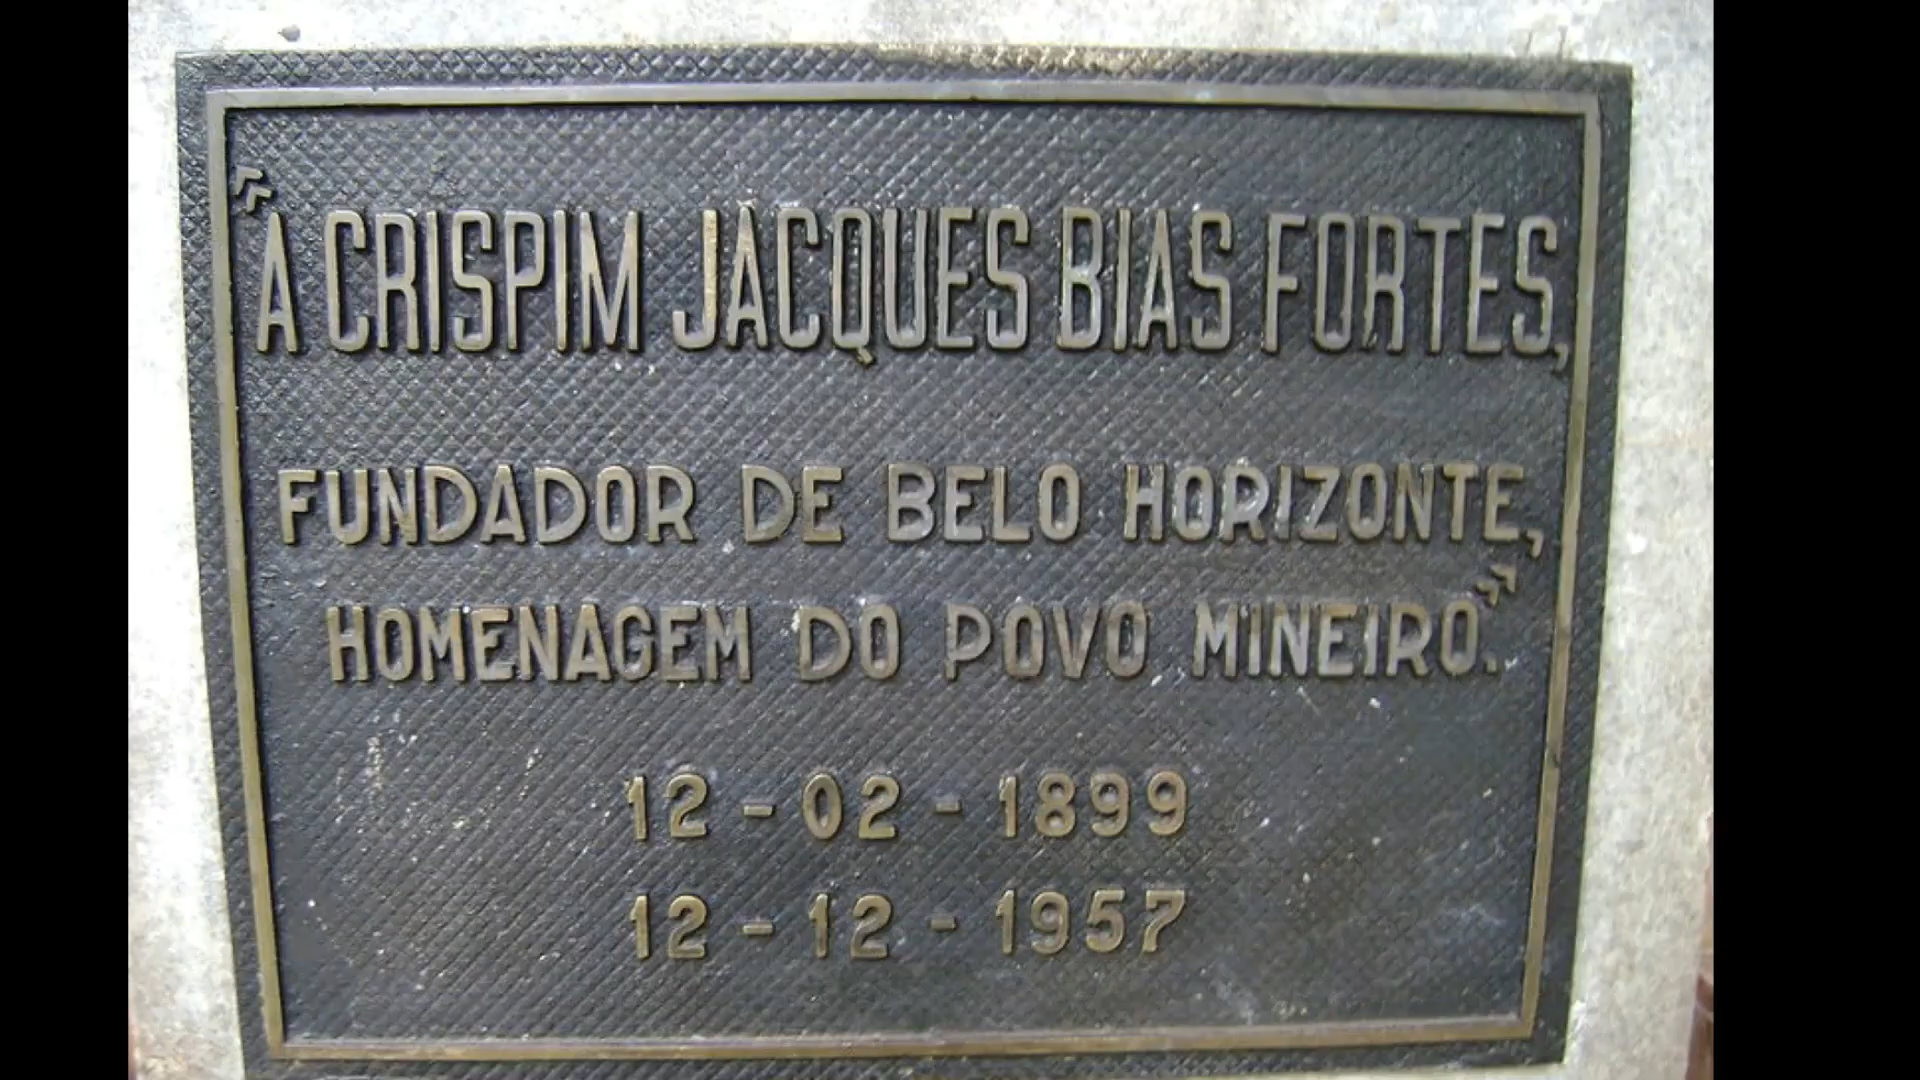 “A CRISPIM JACQUES BIAS FORTES,
FUNDADOR DE BELO HORIZONTE,
HOMENAGEM DO POVO MINEIRO.”
12-02-1899
12-12-1957